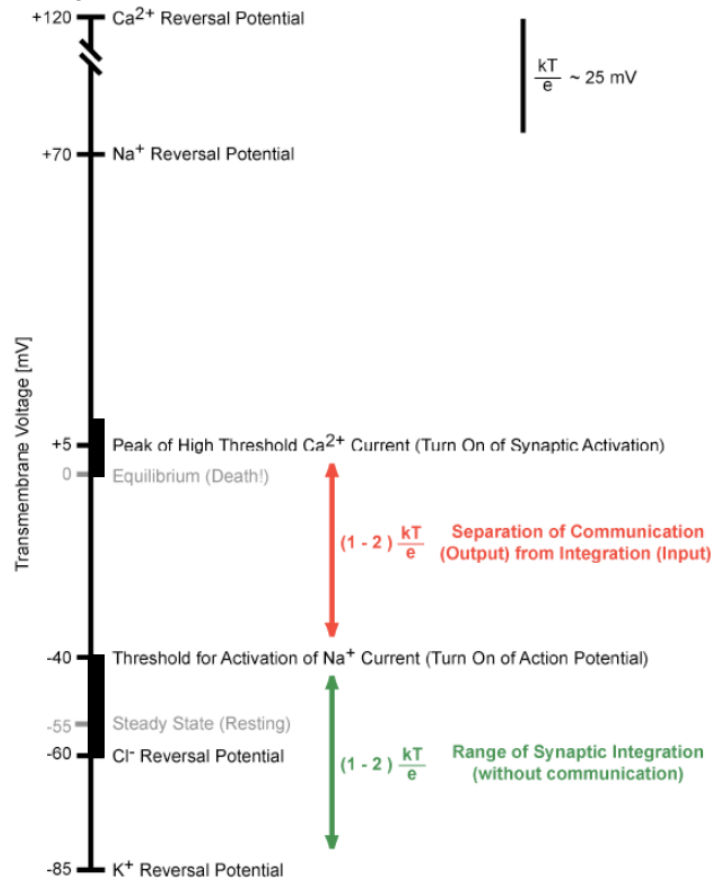 +120 Ca2+ Reversal Potential
kT
e
~ 25 mV
+70 Na+ Reversal Potential
Transmembrane Voltage [mV]
+5 Peak of High Threshold Ca2+ Current (Turn On of Synaptic Activation)
0 Equilibrium (Death!)
(1 - 2) kT
e
Separation of Communication
(Output) from Integration (Input)
-40 Threshold for Activation of Na+ Current (Turn On of Action Potential)
-55 Steady State (Resting)
-60 Cl- Reversal Potential
(1 - 2) kT
e
Range of Synaptic Integration
(without communication)
-85 K+ Reversal Potential